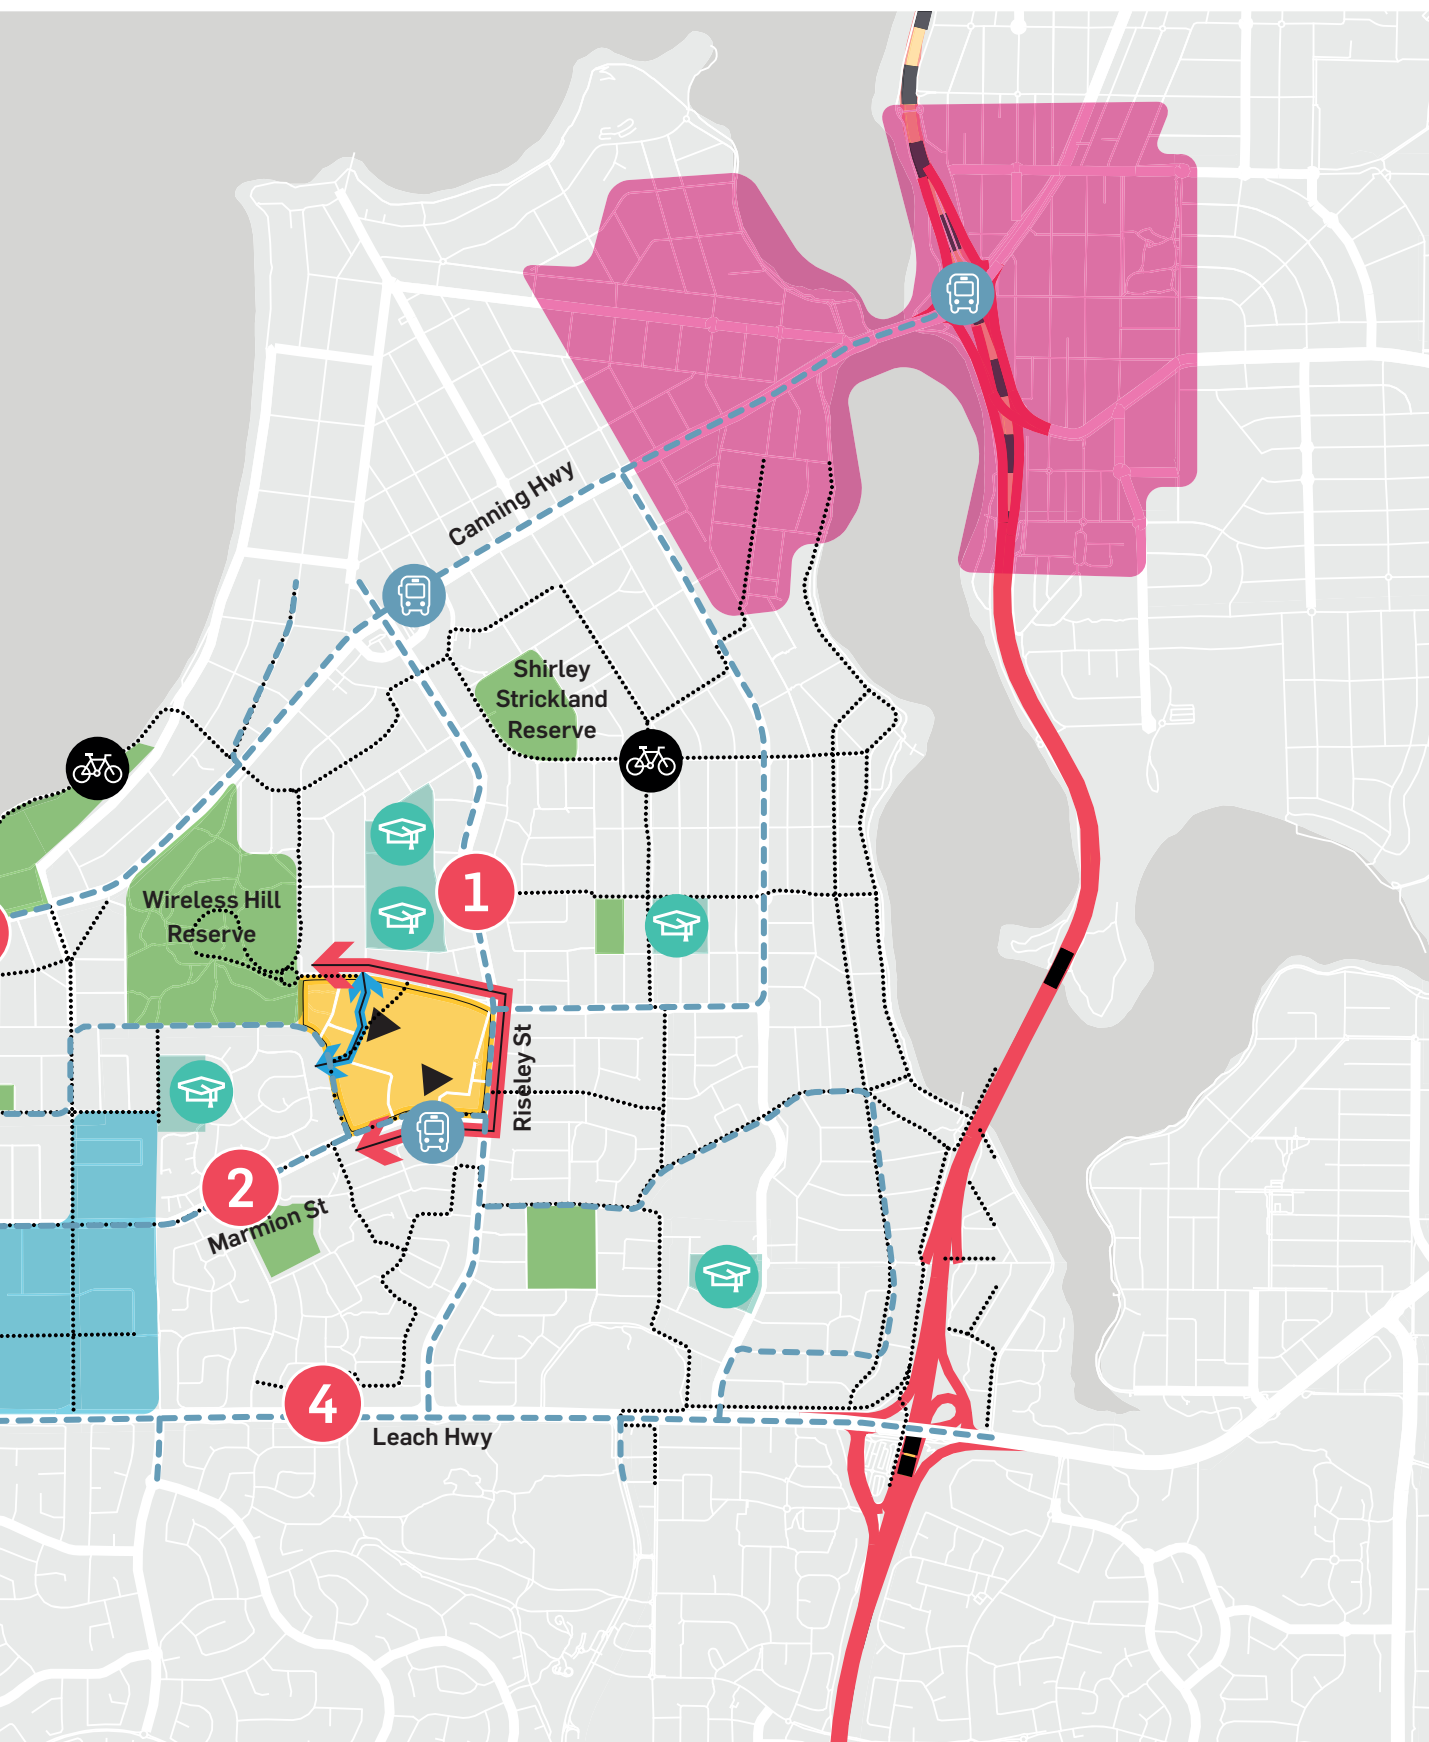 Canning Hwy
Shirley
Strickland
Reserve
1
Wireless Hill
Reserve
Riseley St
2
Marmion St
4
Leach Hwy